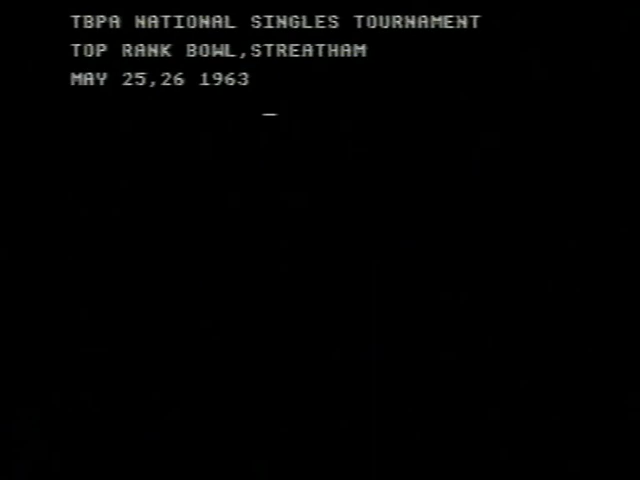 TBPA NATIONAL SINGLES TOURNAMENT
TOP RANK BOWL,STREATHAM
MAY 25,26 1963